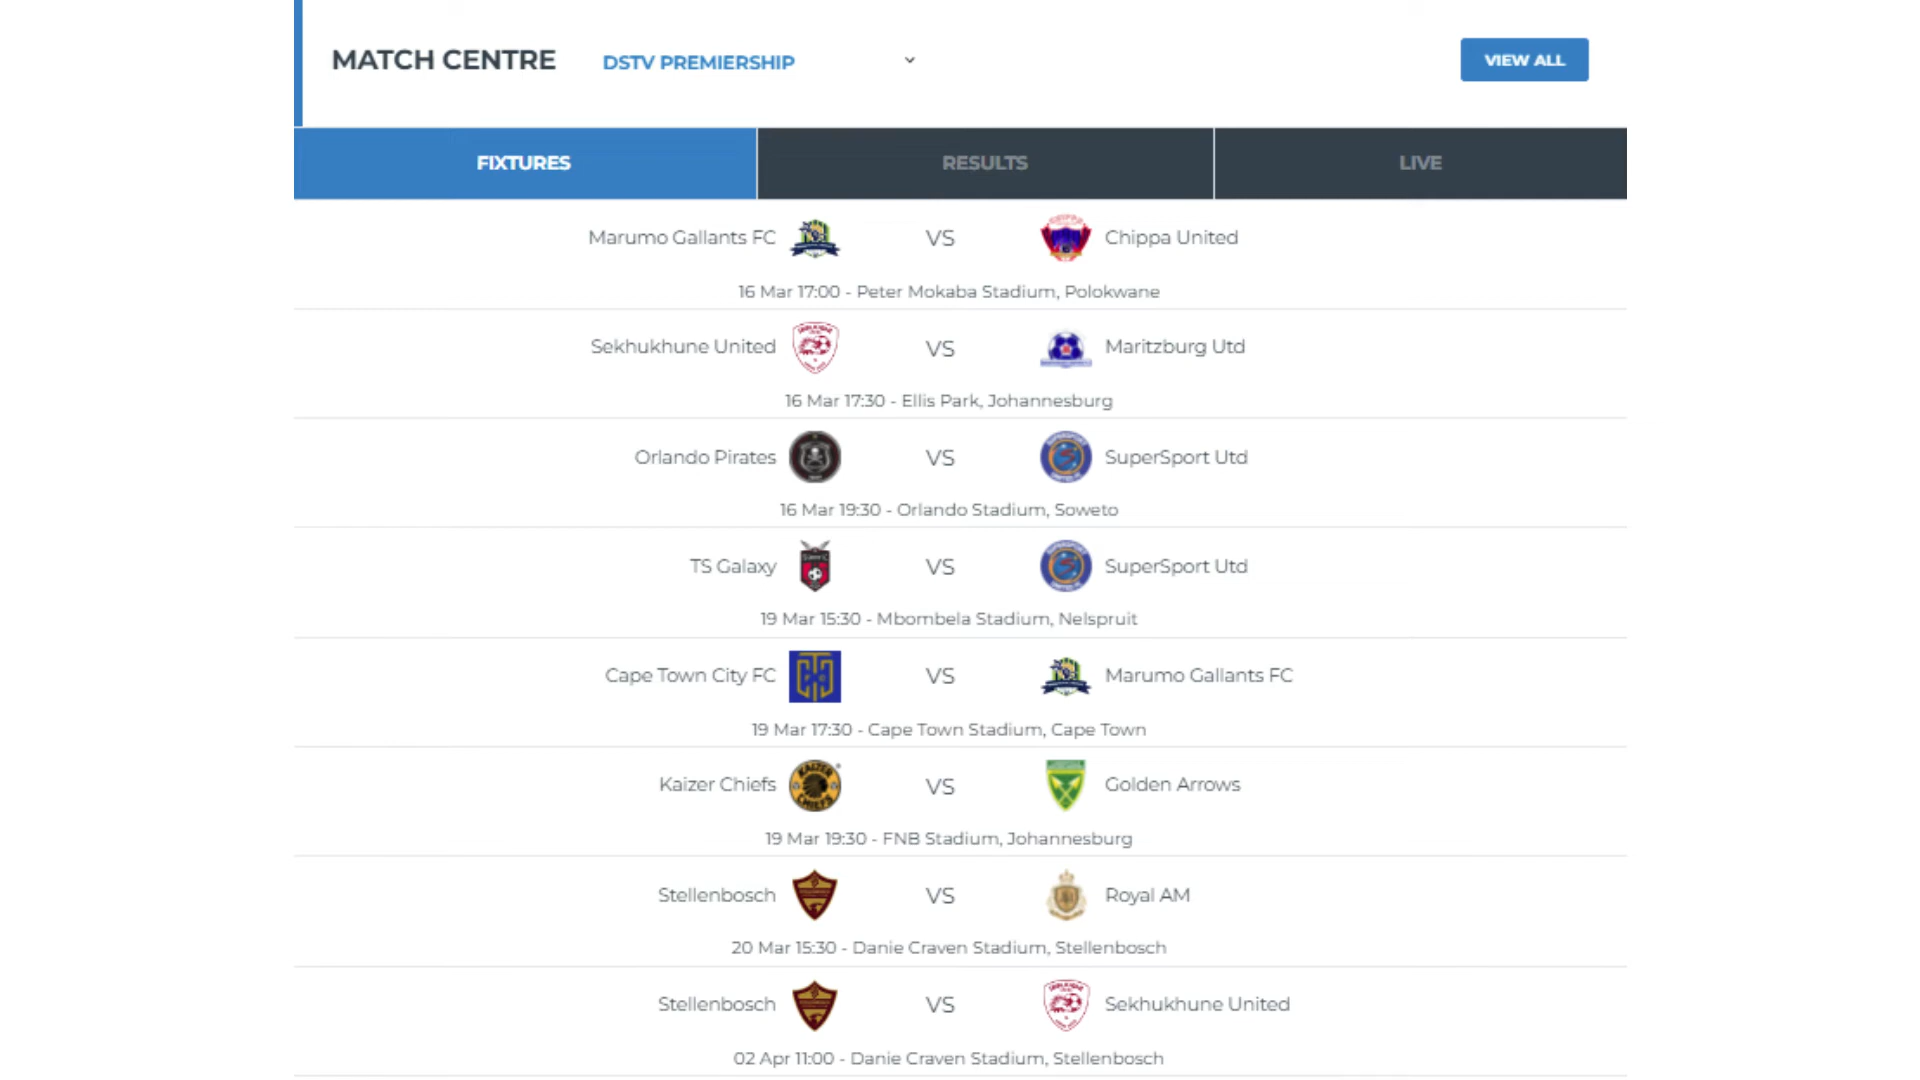 MATCH CENTRE DSTV PREMIERSHIP VIEW ALL
FIXTURES RESULTS LIVE
Marumo Gallants FC VS Chippa United
16 Mar 17:00 - Peter Mokaba Stadium, Polokwane
Sekhukhune United VS Maritzburg Utd
16 Mar 17:30 - Ellis Park, Johannesburg
Orlando Pirates VS SuperSport Utd
16 Mar 19:30 - Orlando Stadium, Soweto
TS Galaxy VS SuperSport Utd
19 Mar 15:30 - Mbombela Stadium, Nelspruit
Cape Town City FC VS Marumo Gallants FC
19 Mar 17:30 - Cape Town Stadium, Cape Town
Kaizer Chiefs KAIZER CHIEFS VS Golden Arrows
19 Mar 19:30 - FNB Stadium, Johannesburg
Stellenbosch VS Royal AM
20 Mar 15:30 - Danie Craven Stadium, Stellenbosch
Stellenbosch VS Sekhukhune United
02 Apr 11:00 - Danie Craven Stadium, Stellenbosch